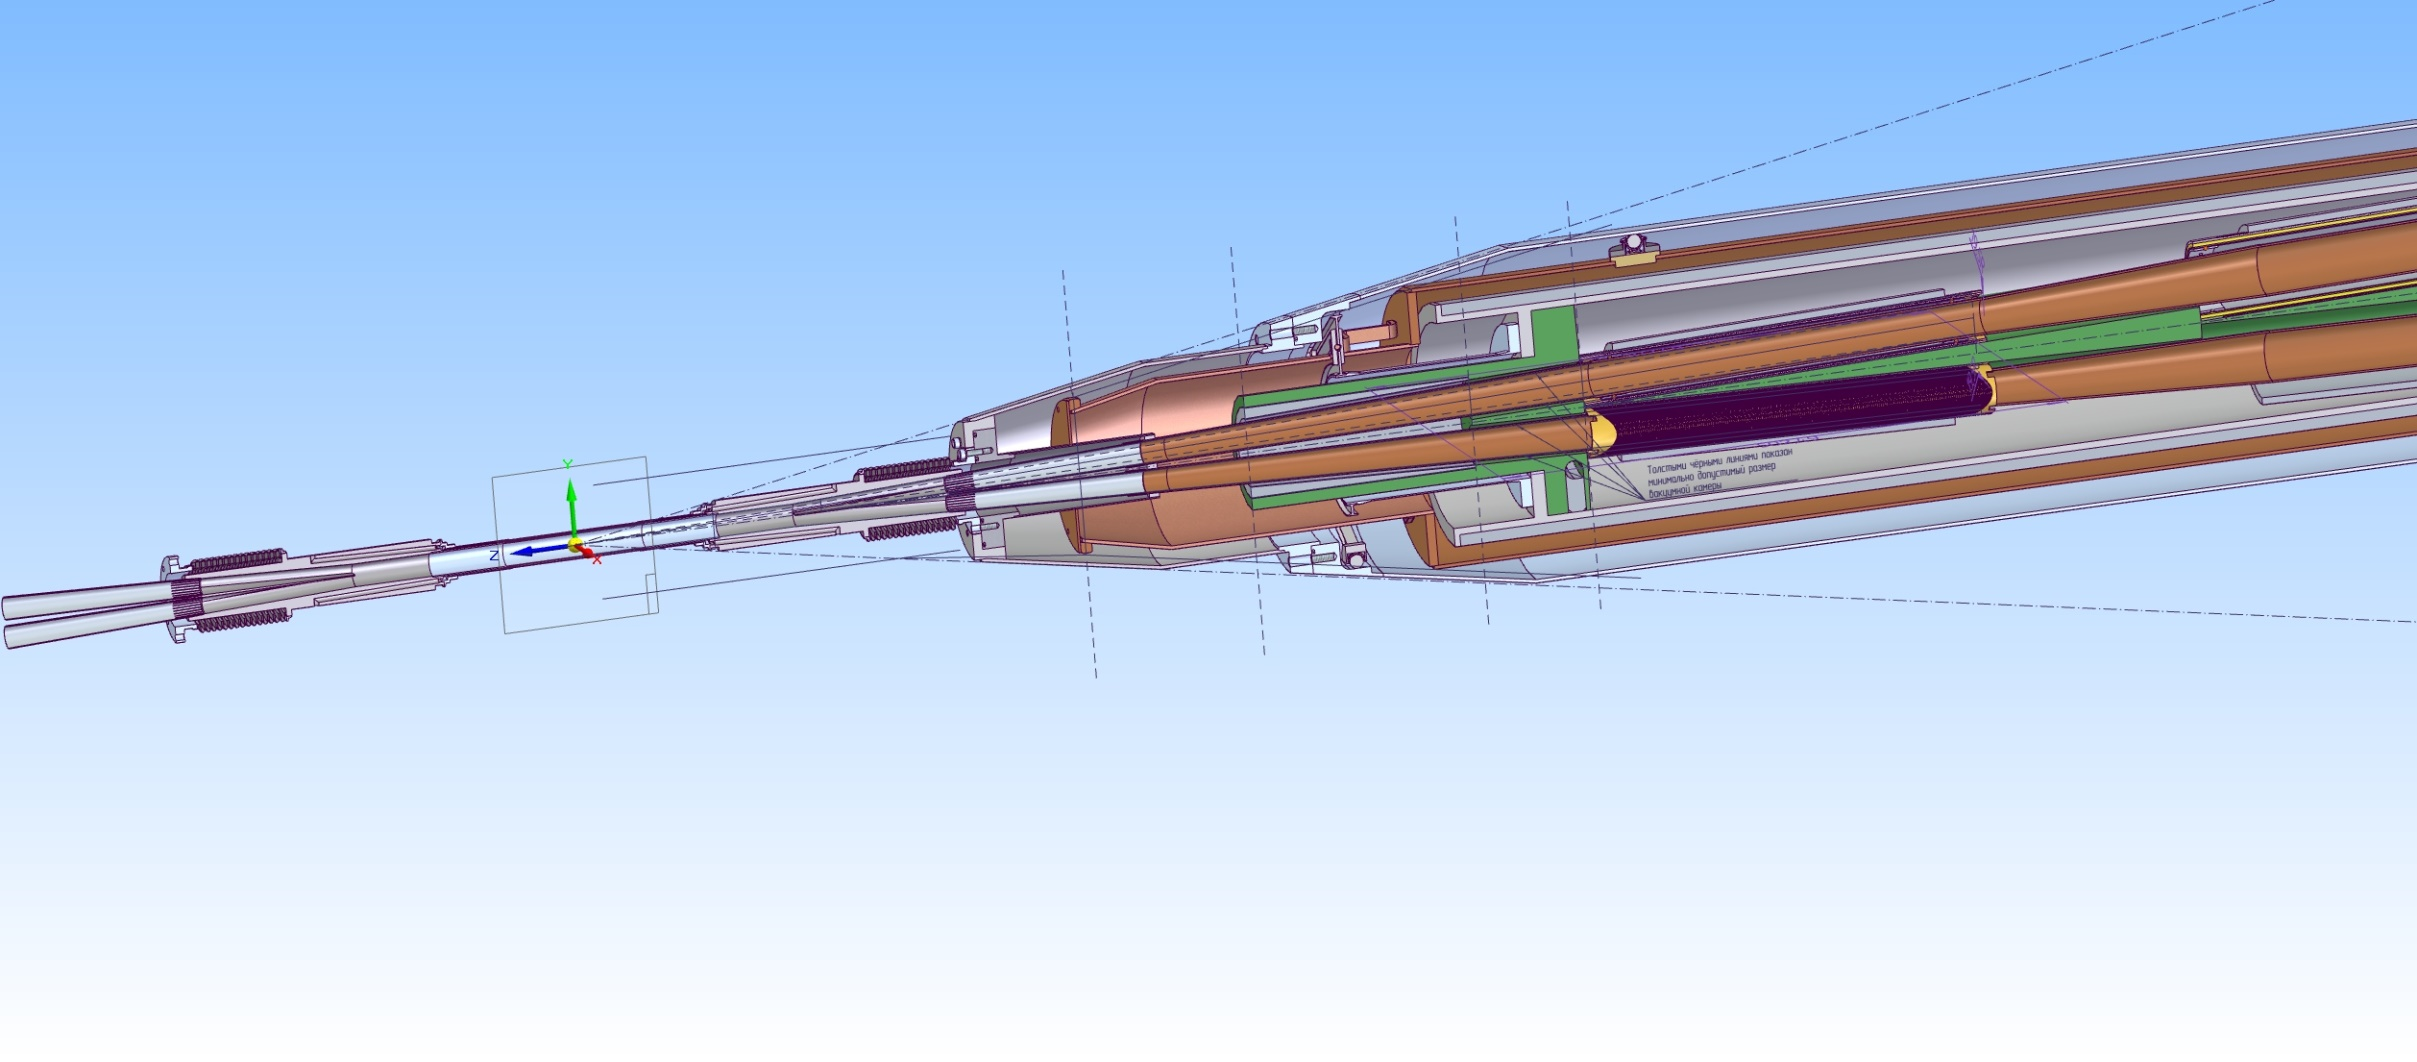 Y
Z
X
Толстыми чёрными линиями показан
минимально допустимый размер
вакуумной камеры